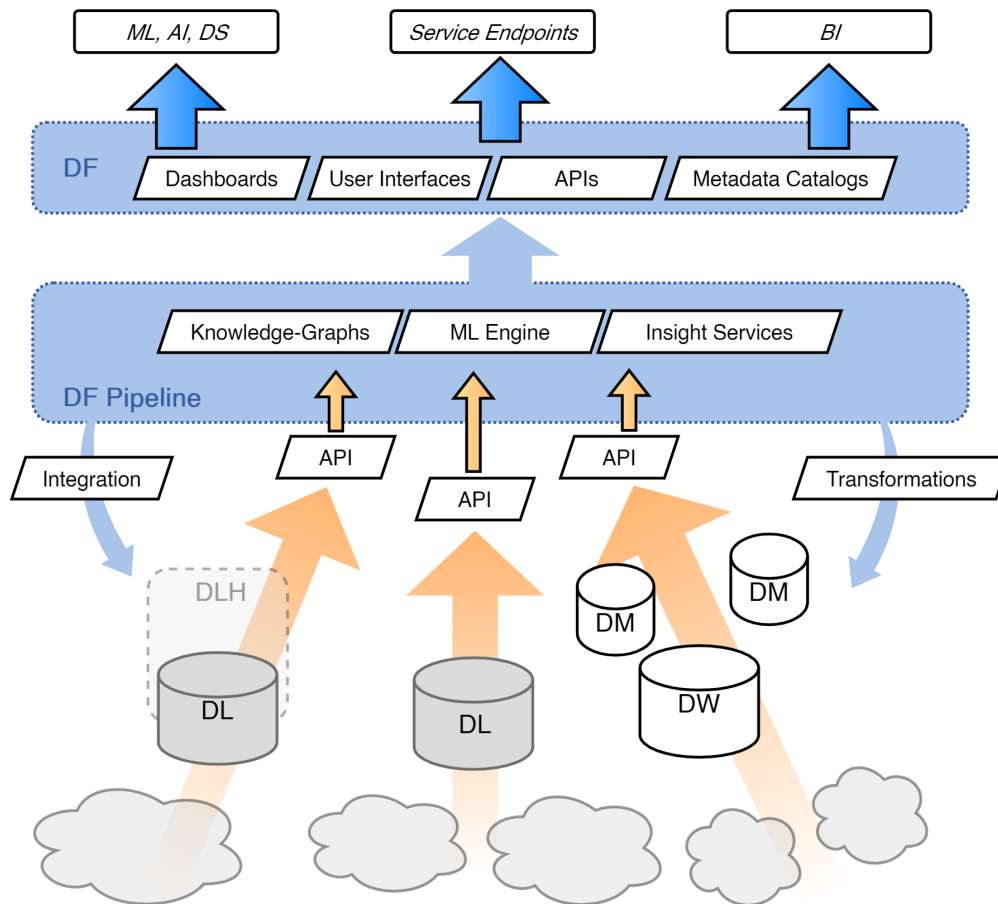 ML, AI, DS
Service Endpoints
BI
DF
Dashboards
User Interfaces
APIs
Metadata Catalogs
Knowledge-Graphs
ML Engine
Insight Services
DF Pipeline
API
API
API
Integration
Transformations
DLH
DM
DM
DL
DL
DW